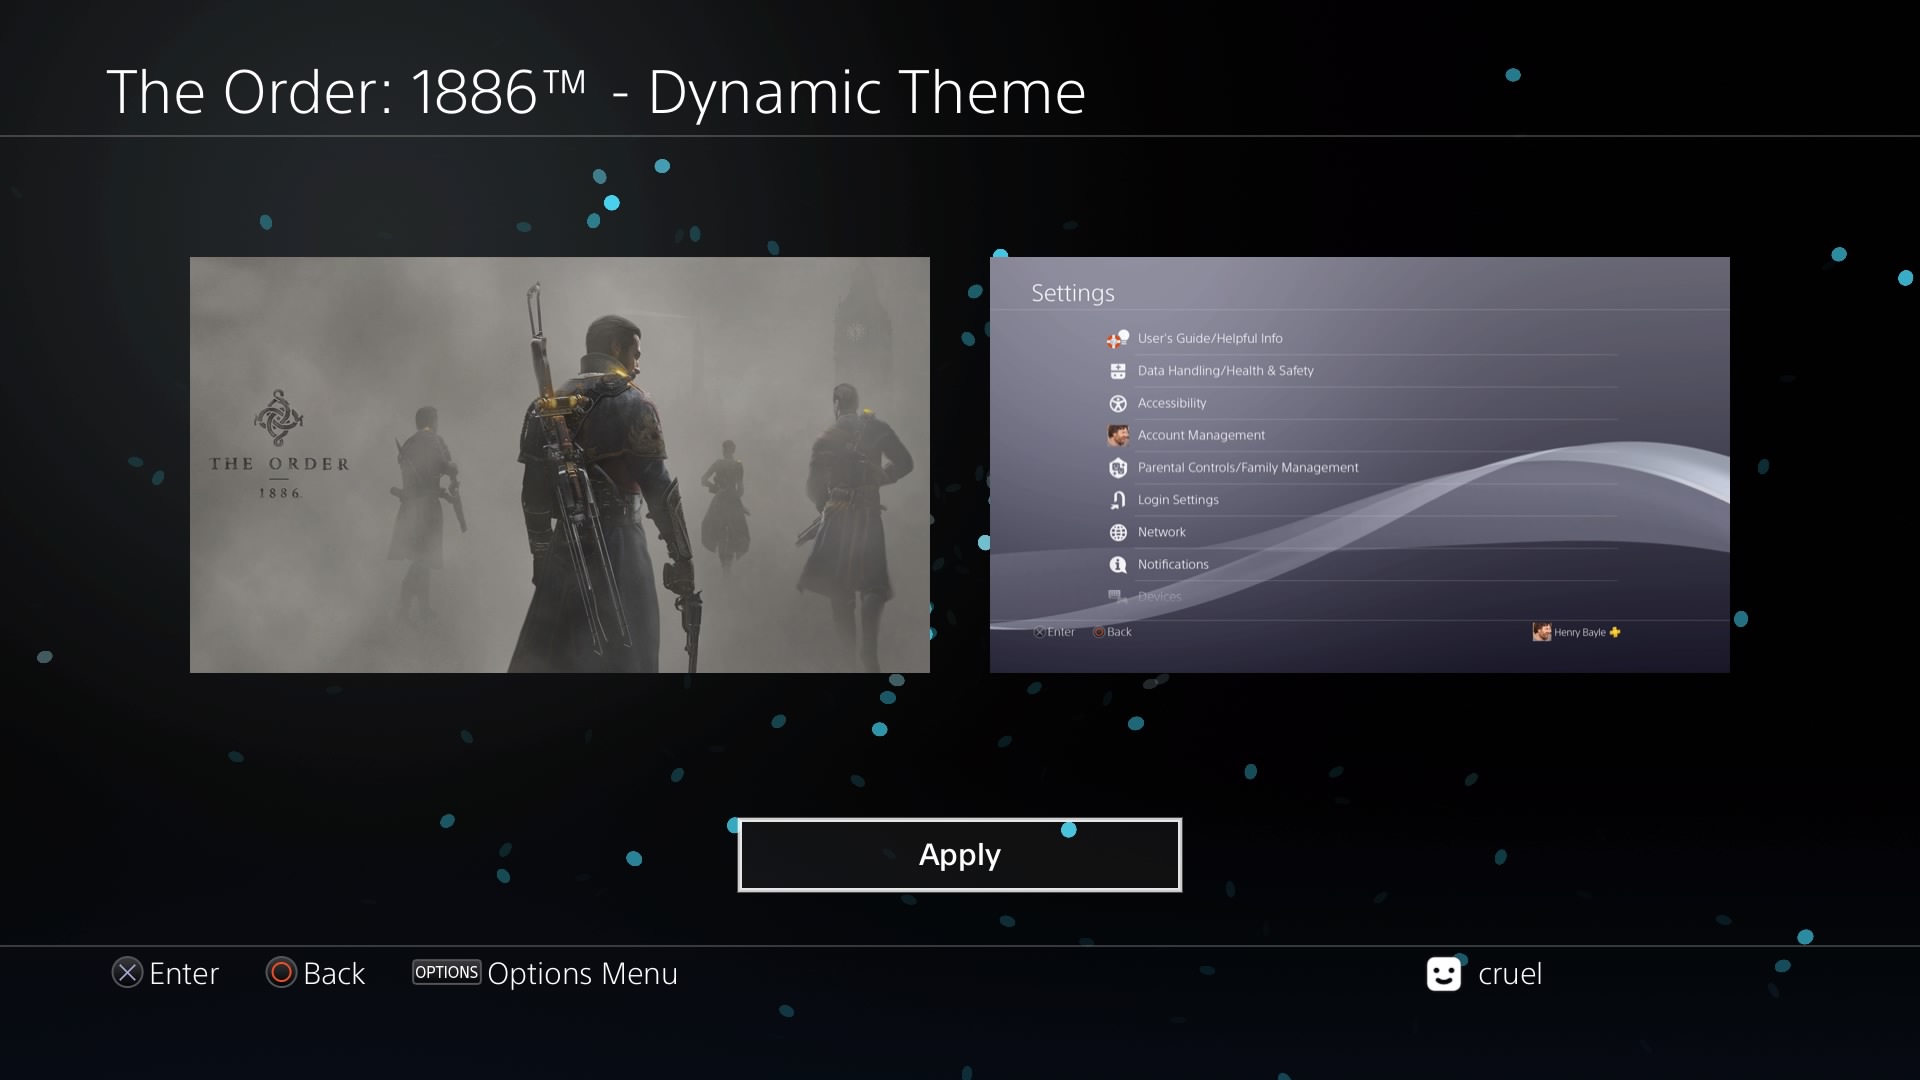 The Order: 1886™ - Dynamic Theme
THE ORDER
1886
Settings
User's Guide/Helpful Info
Data Handling/Health & Safety
Accessibility
Account Management
Parental Controls/Family Management
Login Settings
Network
Notifications
Devices
Enter Back Henry Bayle
Apply
Enter Back OPTIONS Options Menu cruel